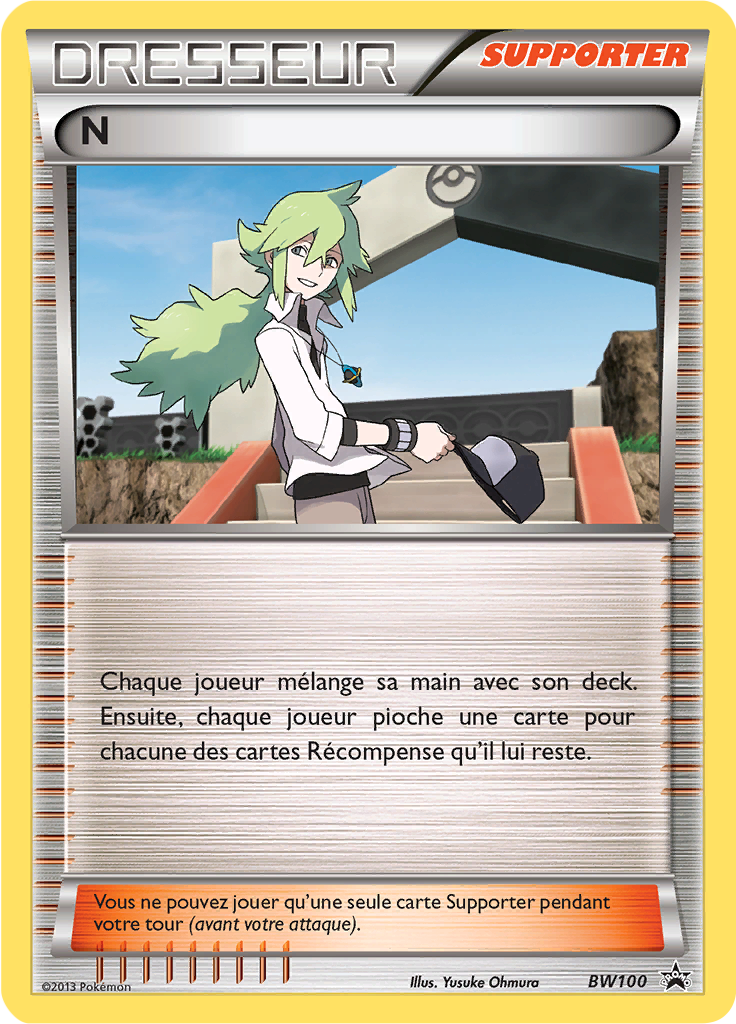 DRESSEUR
SUPPORTER
N
Chaque joueur mélange sa main avec son deck.
Ensuite, chaque joueur pioche une carte pour
chacune des cartes Récompense qu'il lui reste.
Vous ne pouvez jouer qu'une seule carte Supporter pendant
votre tour (avant votre attaque).
©2013 Pokémon
Illus. Yusuke Ohmura
BW100
PROMO